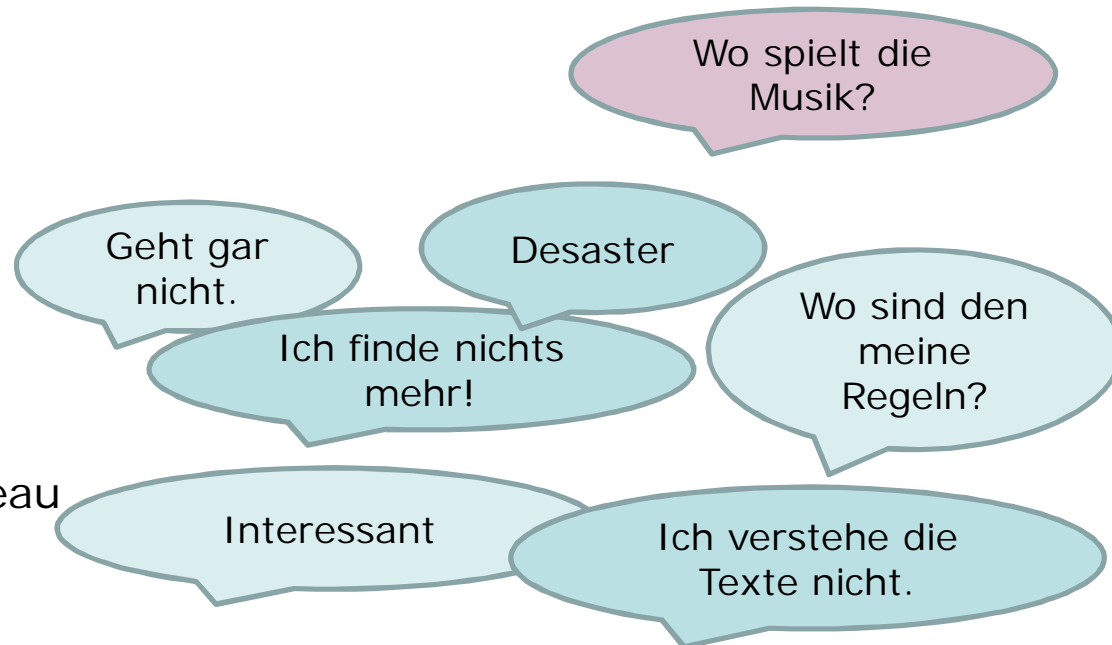 Wo spielt die
Musik?
Geht gar
nicht.
Desaster
Wo sind den
meine
Regeln?
Ich finde nichts
mehr!
eau
Interessant
Ich verstehe die
Texte nicht.